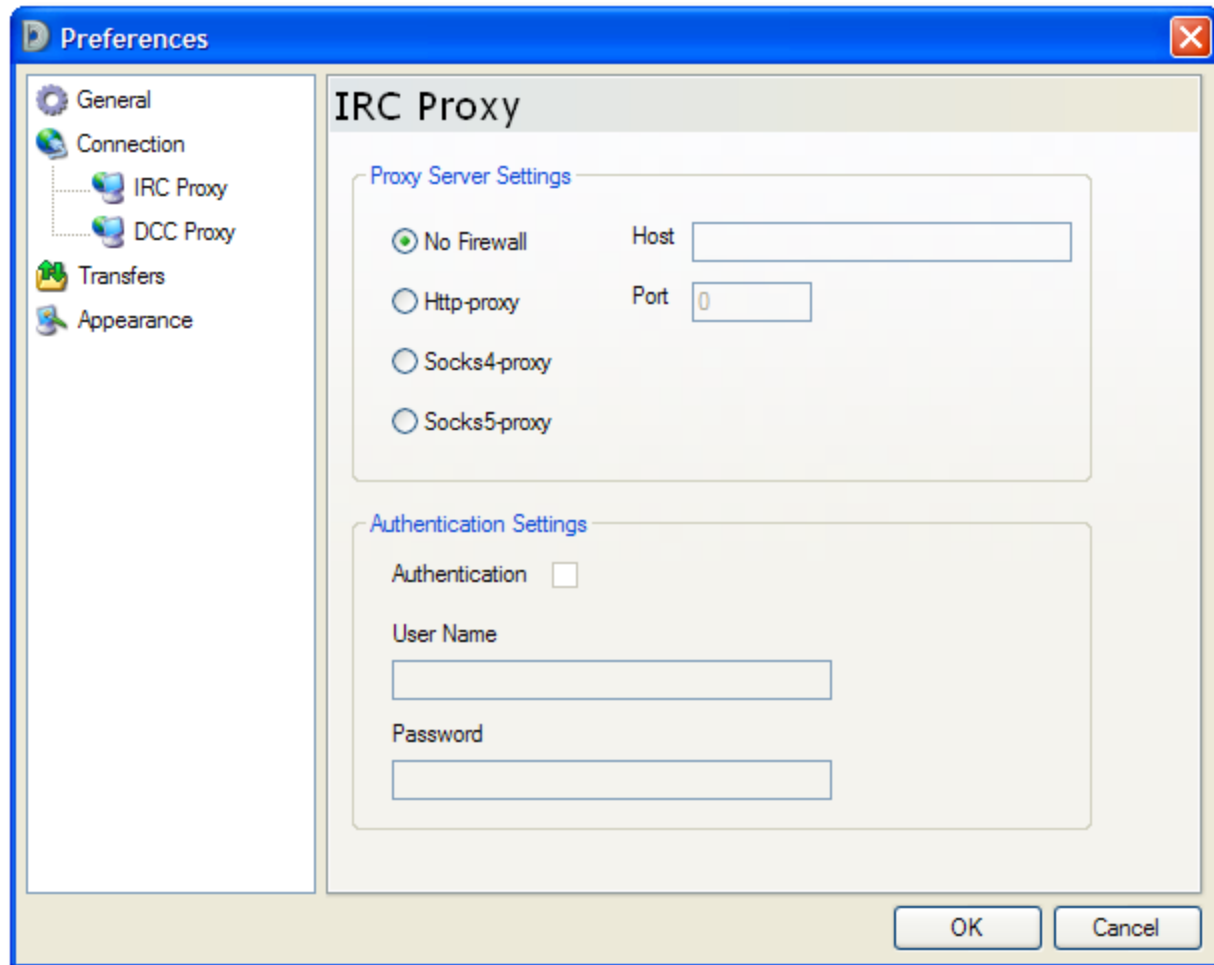 Preferences
General
Connection
IRC Proxy
DCC Proxy
Transfers
Appearance
IRC Proxy
Proxy Server Settings
No Firewall
Host
Http-proxy
Port 0
Socks4-proxy
Socks5-proxy
Authentication Settings
Authentication
User Name
Password
OK
Cancel